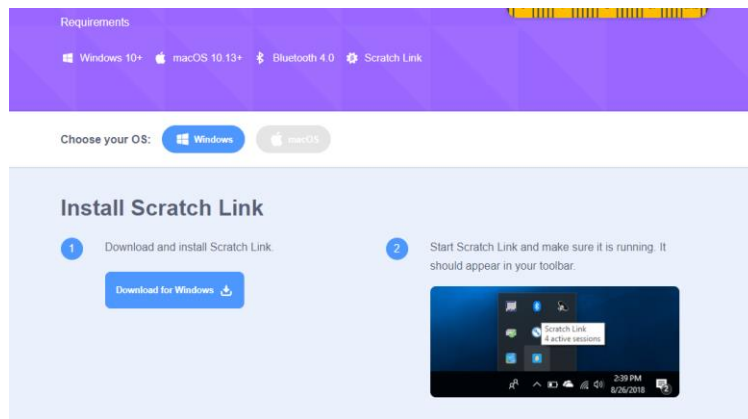 Requirements
Windows 10+ macOS 10.13+ Bluetooth 4.0 Scratch Link
Choose your OS: Windows macOS
Install Scratch Link
1 Download and install Scratch Link.
Download for Windows
2 Start Scratch Link and make sure it is running. It
should appear in your toolbar.
Scratch Link
4 active sessions
2:39 PM
8/26/2018
2